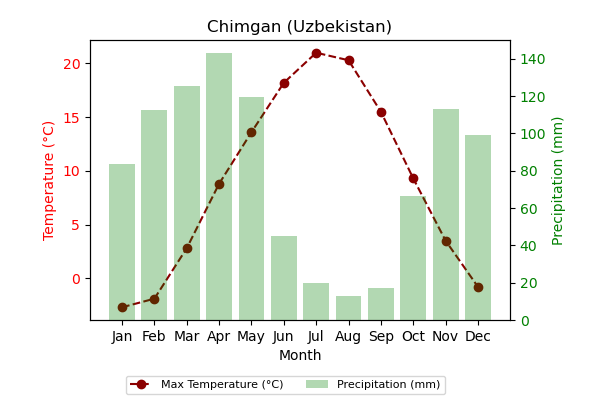 Chimgan (Uzbekistan)
20
15
10
5
0
Temperature (°C)
140
120
100
80
60
40
20
0
Precipitation (mm)
Jan Feb Mar Apr May Jun Jul Aug Sep Oct Nov Dec
Month
Max Temperature (°C) Precipitation (mm)